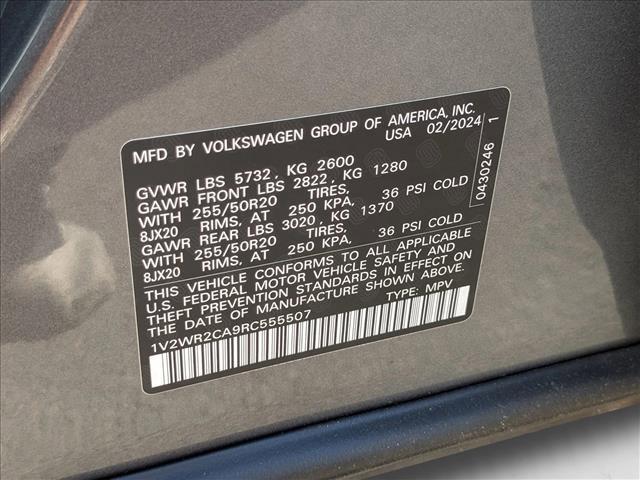 MFD BY VOLKSWAGEN GROUP OF AMERICA, INC.
USA 02/2024
GVWR LBS 5732, KG 2600
GAWR FRONT LBS 2822, KG 1280
WITH 255/50R20 TIRES,
8JX20 RIMS, AT 250 KPA, 36 PSI COLD
GAWR REAR LBS 3020, KG 1370
WITH 255/50R20 TIRES,
8JX20 RIMS, AT 250 KPA, 36 PSI COLD
THIS VEHICLE CONFORMS TO ALL APPLICABLE
U.S. FEDERAL MOTOR VEHICLE SAFETY AND
THEFT PREVENTION STANDARDS IN EFFECT ON
THE DATE OF MANUFACTURE SHOWN ABOVE.
1V2WR2CA9RC555507 TYPE: MPV
0430246 1